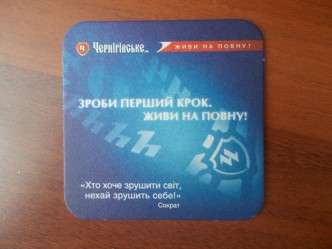 Чернігівське
ЖИВИ НА ПОВНУ!
ЗРОБИ ПЕРШИЙ КРОК.
ЖИВИ НА ПОВНУ!
«Хто хоче зрушити світ,
нехай зрушить себе!»
Сократ